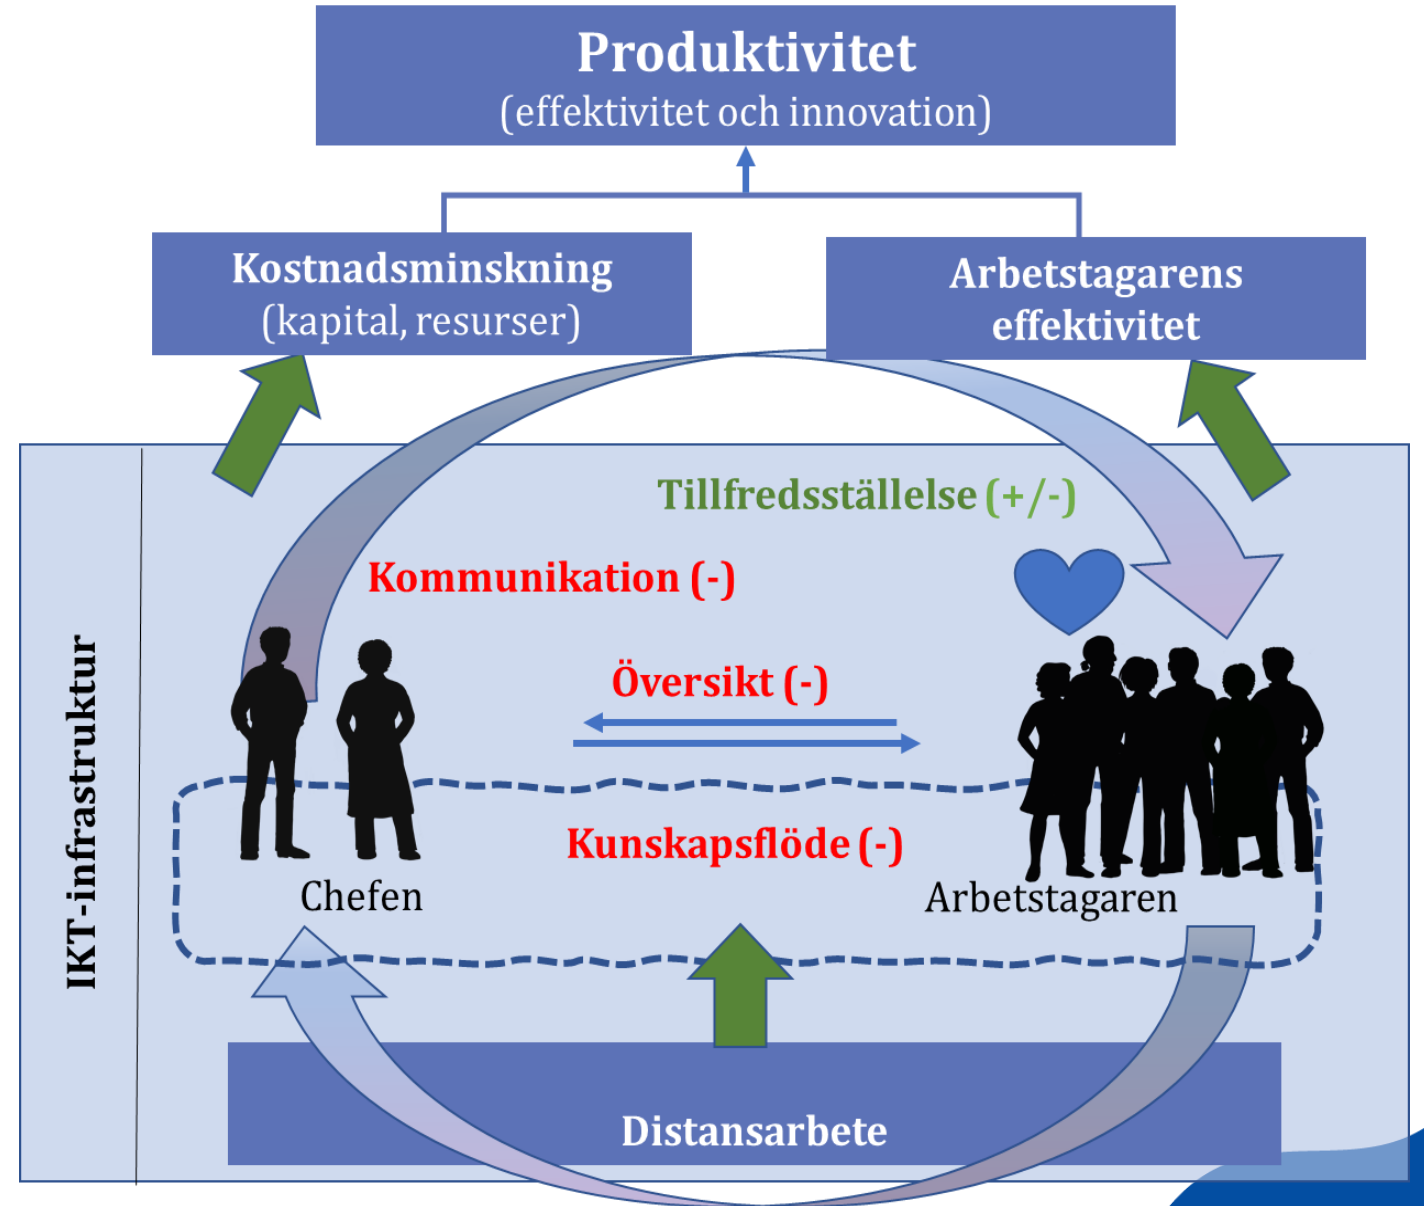 Produktivitet
(effektivitet och innovation)
Kostnadsminskning
(kapital, resurser)
Arbetstagarens
effektivitet
Tillfredsställelse (+/-)
Kommunikation (-)
Översikt (-)
IKT-infrastruktur
Kunskapsflöde (-)
Chefen
Arbetstagaren
Distansarbete